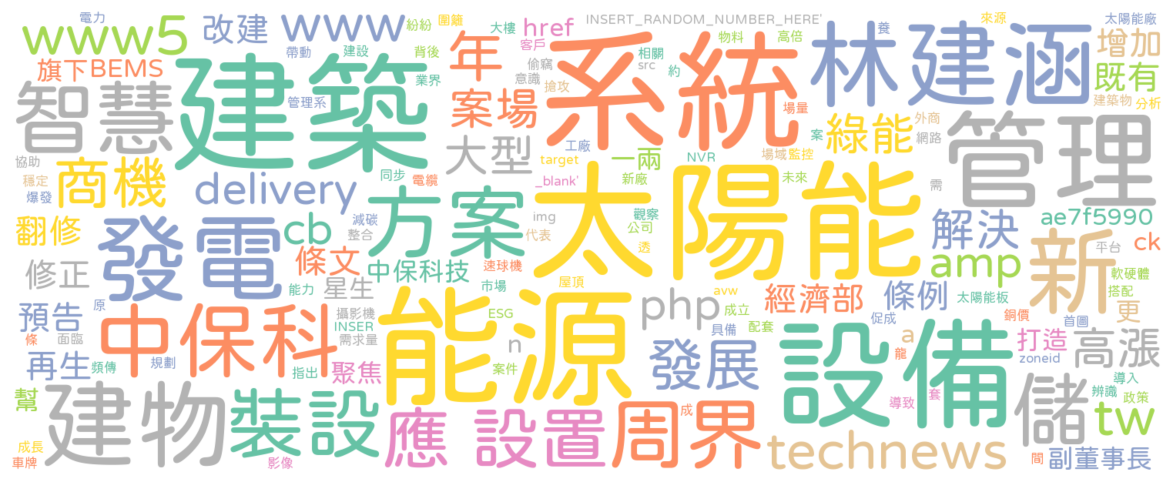 電力
圍籬
INSERT_RANDOM_NUMBER_HERE'
來源
太陽能廠
www5
改建
www
紛紛
大樓
href
物料
高倍
養
增加
旗下BEMS
帶動
建設
背後
年
客戶
偷竊
相關
src
約
林建涵
既有
智慧
建築
業界
管理系
案場
意識
搶攻
系統
場量
建築物
分析
協助
穩定
爆發
商機
delivery
同步
電纜
大型
工廠
target
_blank'
一兩
新廠
NVR
場域
監控
案
未來
綠能
外商
網路
需
管理
翻修
發電
cb
減碳
整合
方案
img
代表
觀察
公司
透
太陽能
解決
ae7f5990
平台
ck
修正
條文
能力
中保科技
星生
速球機
市場
屋頂
avw
amp
新
軟硬體
搭配
預告
原
條
面臨
中保科
攝影機
INSER
需求量
ESG
能源
php
成立
具備
配套
經濟部
條例
促成
太陽能板
銅價
首圖
更
再生
頻傳
規劃
指出
聚焦
n
案件
發展
設備
a
龍
打造
zoneid
高漲
幫
建物
裝設
應
設置
成
周界
導致
套
儲
導入
辨識
政策
tw
成長
車牌
影像
technews
間
副董事長